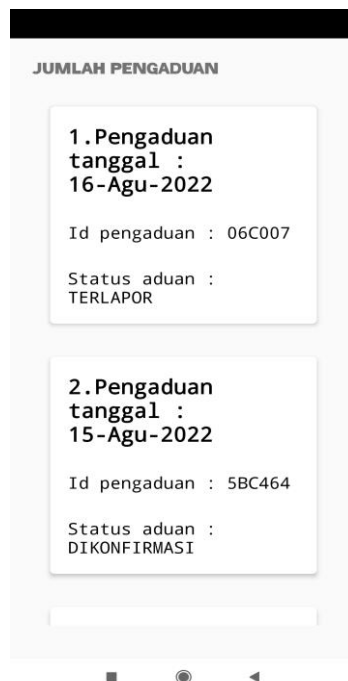 JUMLAH PENGADUAN
1.Pengaduan
tanggal :
16-Agu-2022
Id pengaduan : 06C007
Status aduan :
TERLAPOR
2.Pengaduan
tanggal :
15-Agu-2022
Id pengaduan : 5BC464
Status aduan :
DIKONFIRMASI